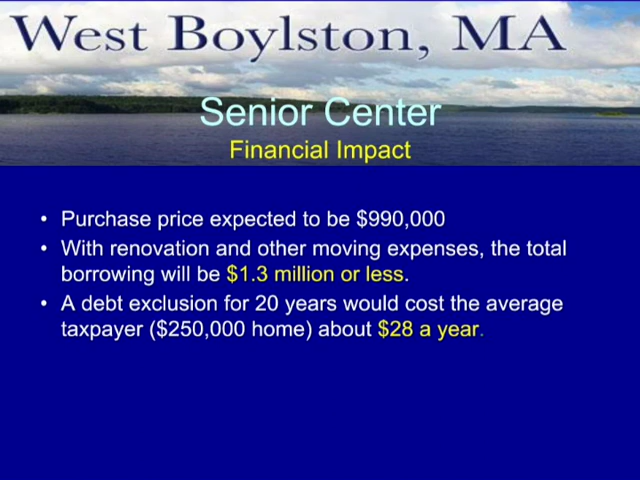 West Boylston, MA
Senior Center
Financial Impact
• Purchase price expected to be $990,000
• With renovation and other moving expenses, the total
borrowing will be $1.3 million or less.
• A debt exclusion for 20 years would cost the average
taxpayer ($250,000 home) about $28 a year.